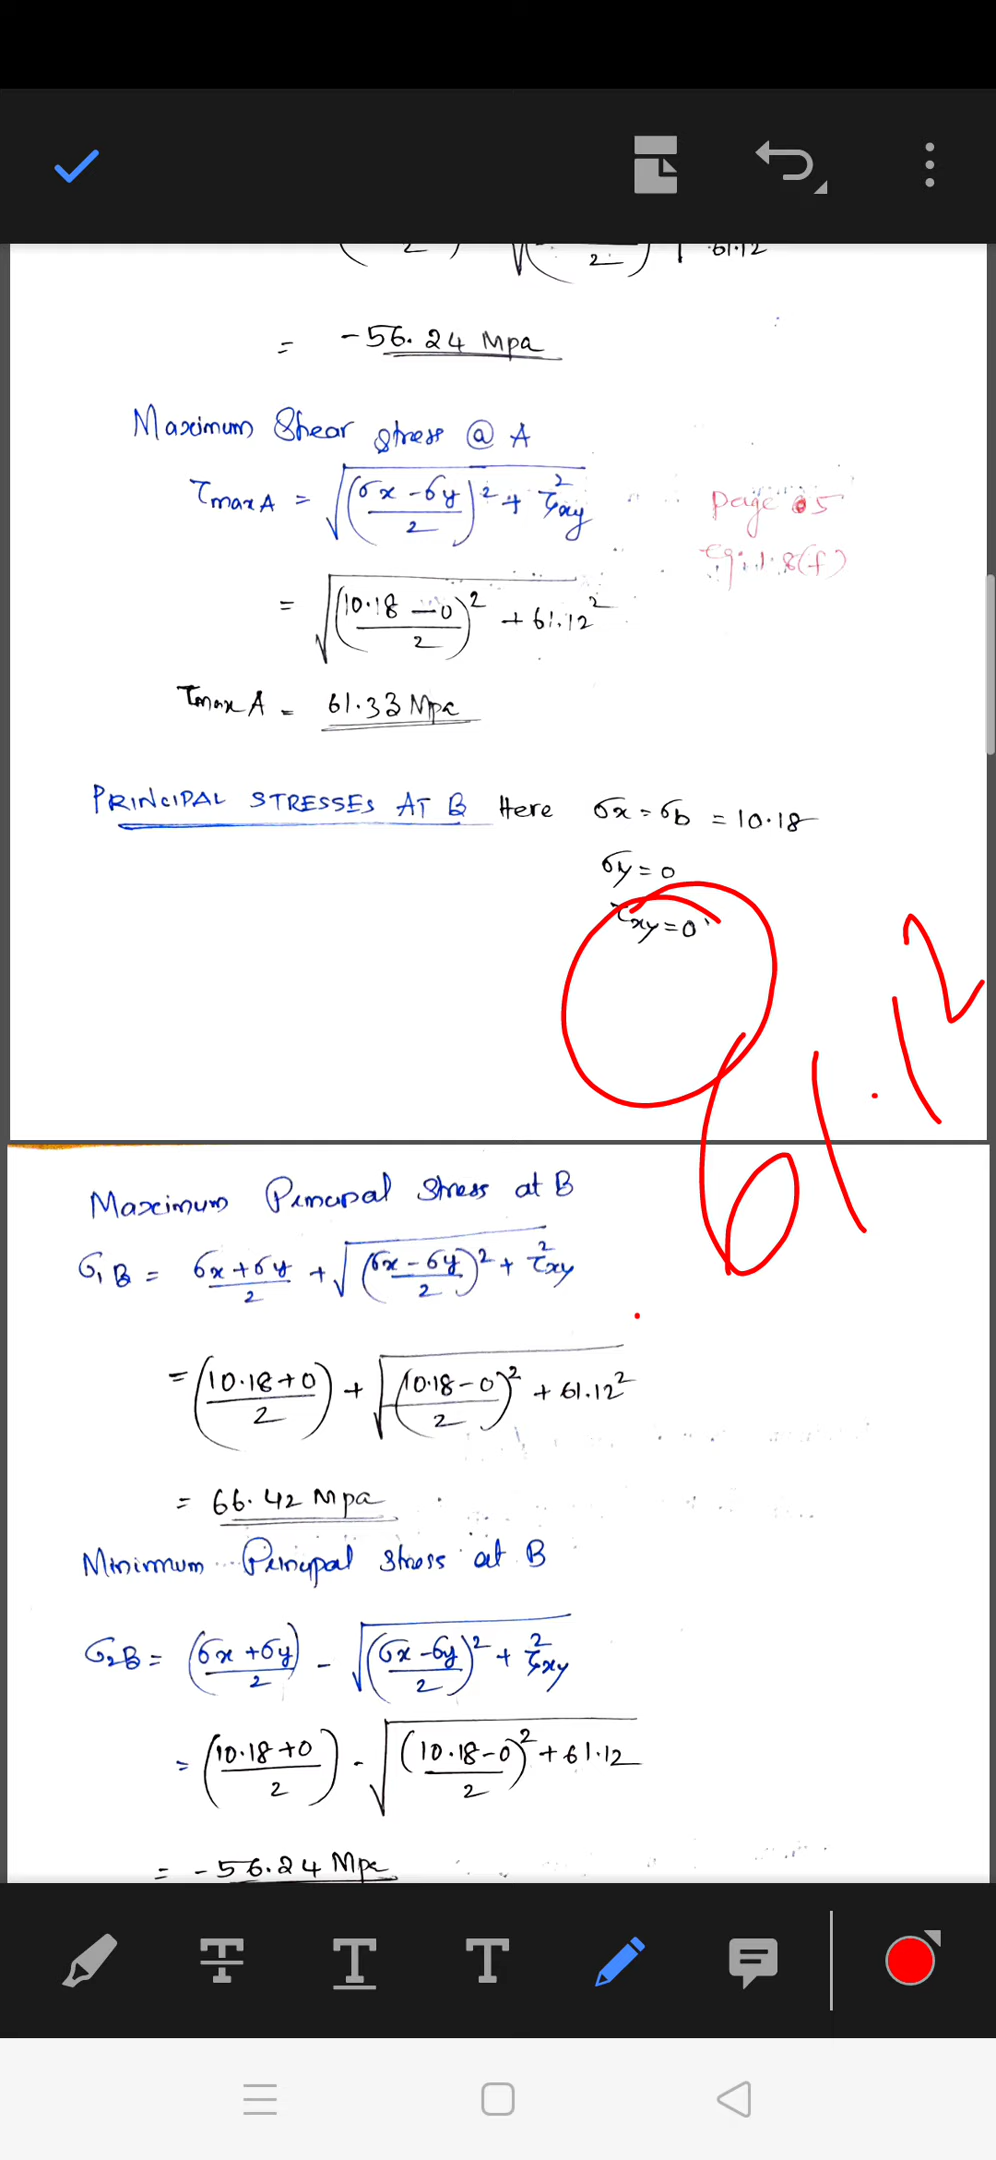 2 2 61.12
= -56.24 Mpa
Maximum Shear stress @ A
τmax A = √((σx - σy)/2)² + τ²xy
page 05
Eqn 1.8(f)
= √((10.18 - 0)/2)² + 61.12²
τmax A = 61.33 Mpa
PRINCIPAL STRESSES AT B Here σx = σb = 10.18
σy = 0
τxy = 0
61.12
Maximum Principal Stress at B
σ1B = (σx + σy)/2 + √((σx - σy)/2)² + τ²xy
= ((10.18 + 0)/2) + √((10.18 - 0)/2)² + 61.12²
= 66.42 Mpa
Minimum Principal stress at B
σ2B = ((σx + σy)/2) - √((σx - σy)/2)² + τ²xy
= ((10.18 + 0)/2) - √((10.18 - 0)/2)² + 61.12
= -56.24 Mpa
T T T